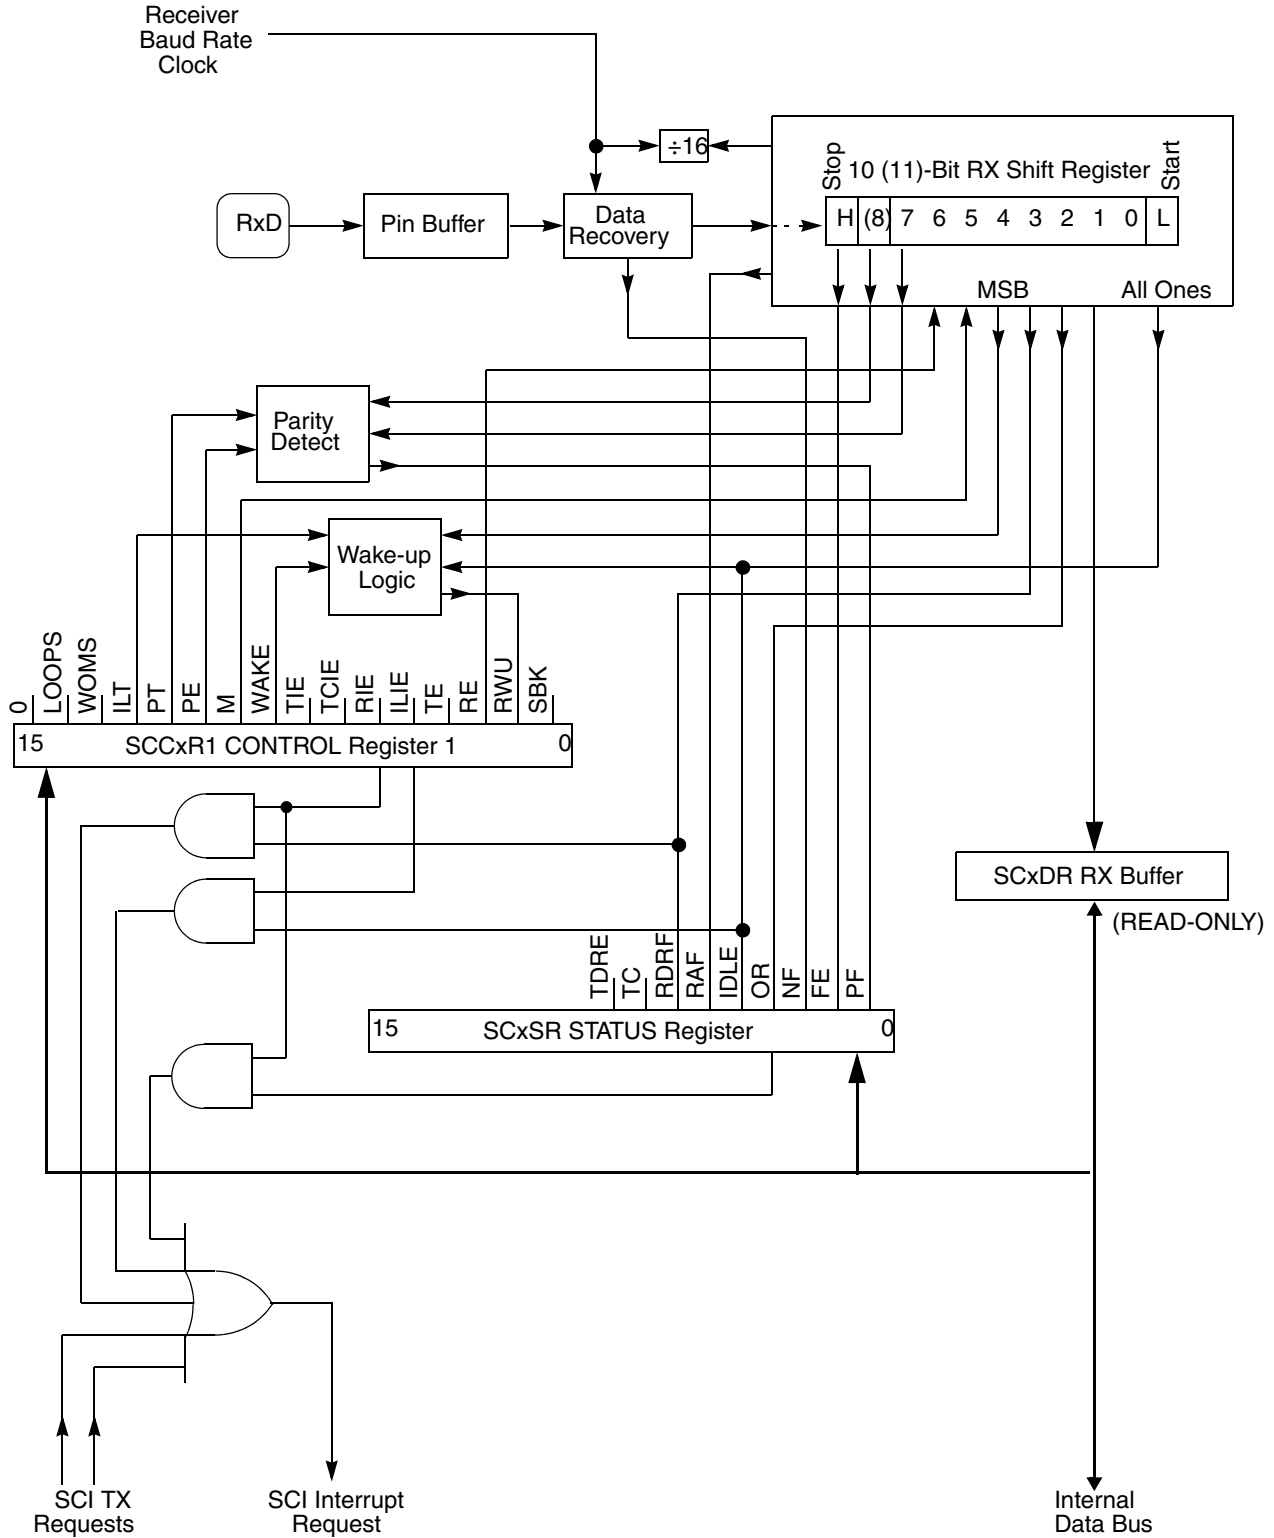 Receiver
Baud Rate
Clock
÷16
Stop
10 (11)-Bit RX Shift Register
Start
RxD
Pin Buffer
Data
Recovery
H (8) 7 6 5 4 3 2 1 0 L
MSB
All Ones
Parity
Detect
Wake-up
Logic
0
LOOPS
WOMS
ILT
PT
PE
M
WAKE
TIE
TCIE
RIE
ILIE
TE
RE
RWU
SBK
15 SCCxR1 CONTROL Register 1 0
SCxDR RX Buffer
(READ-ONLY)
TDRE
TC
RDRF
RAF
IDLE
OR
NF
FE
PF
15 SCxSR STATUS Register 0
SCI TX
Requests
SCI Interrupt
Request
Internal
Data Bus